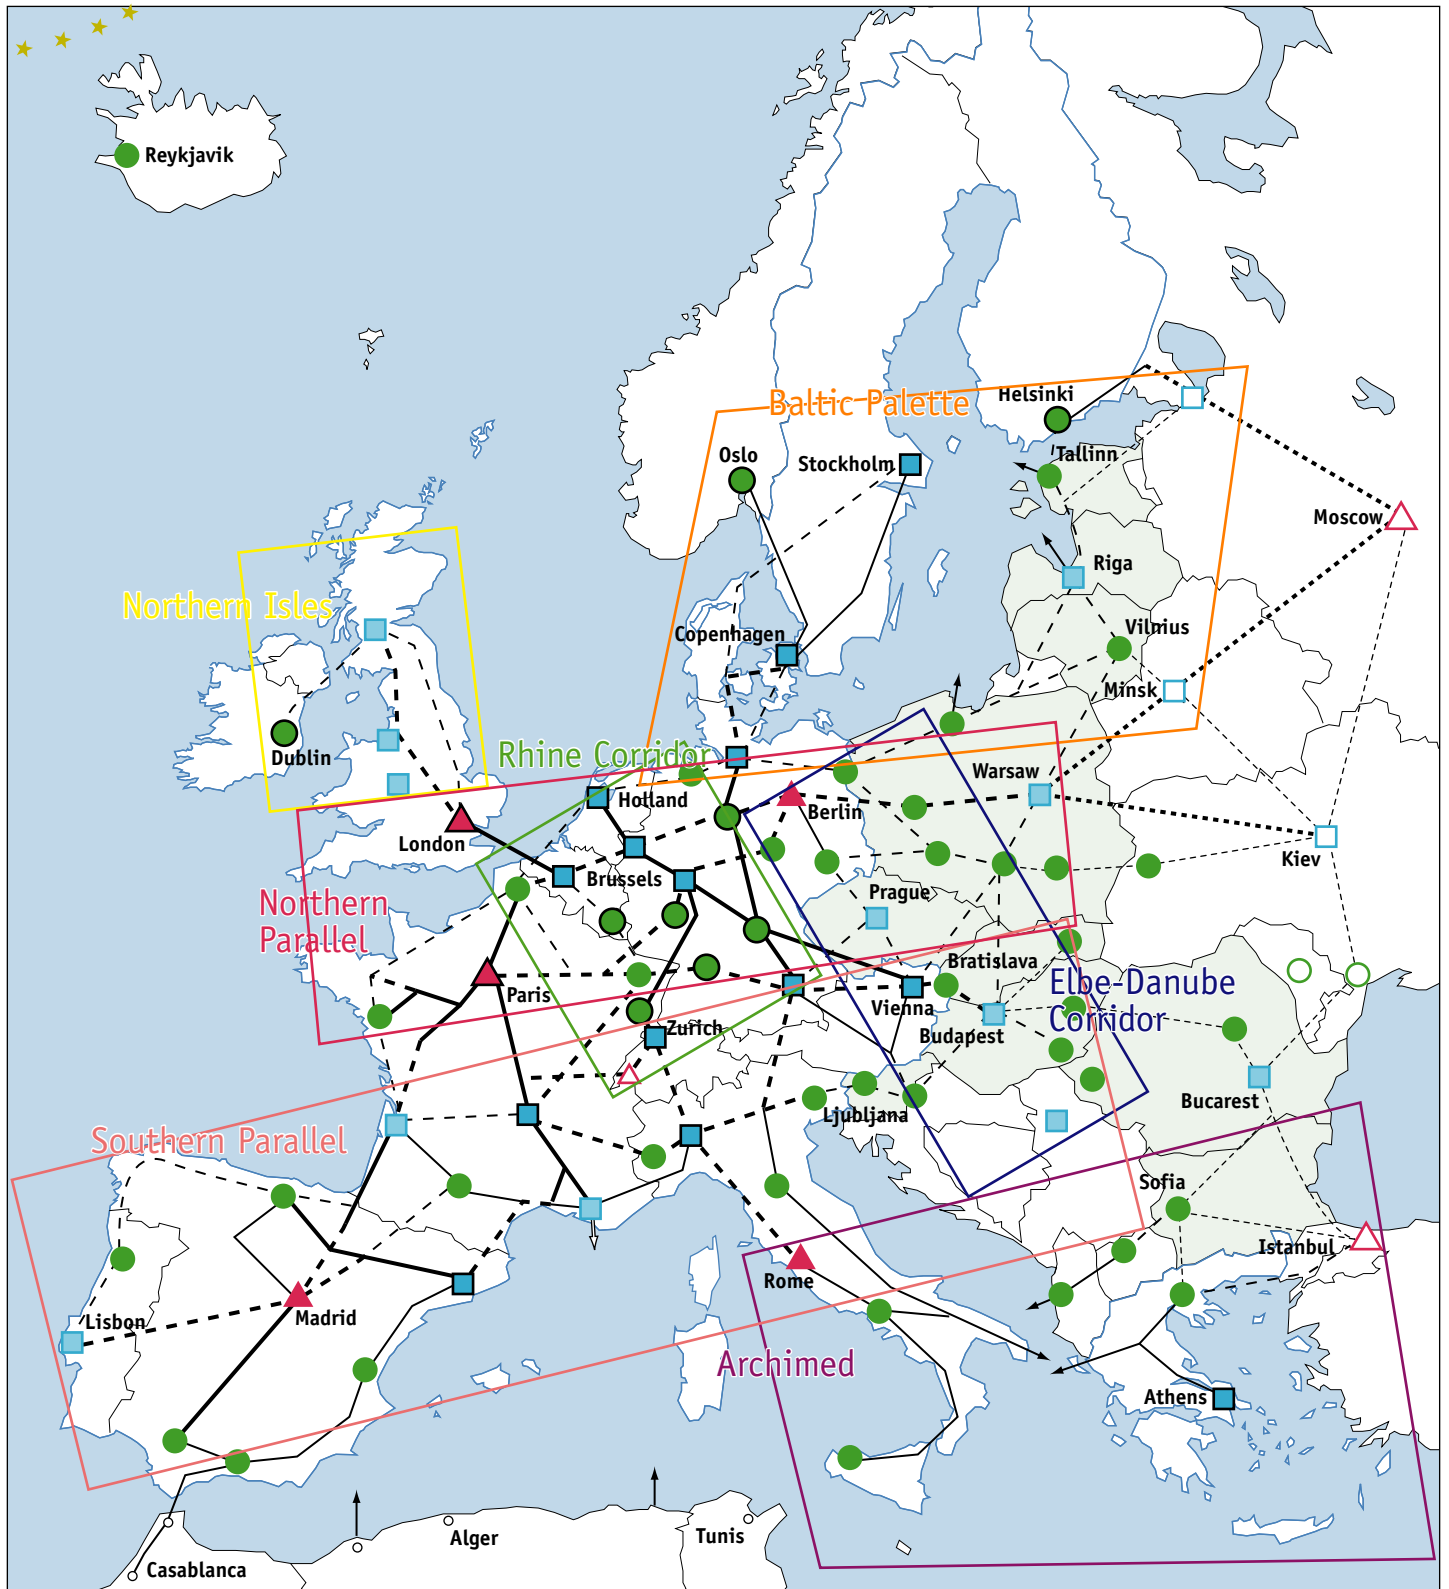 Reykjavik
Helsinki
Baltic Palette
Oslo
Stockholm
Tallinn
Moscow
Riga
Northern Isles
Copenhagen
Vilnius
Minsk
Dublin
Rhine Corridor
Warsaw
Holland
Berlin
London
Kiev
Brussels
Prague
Northern
Parallel
Bratislava
Elbe-Danube
Corridor
Paris
Vienna
Zurich
Budapest
Bucarest
Ljubljana
Southern Parallel
Sofia
Istanbul
Rome
Madrid
Lisbon
Archimed
Athens
Alger
Tunis
Casablanca